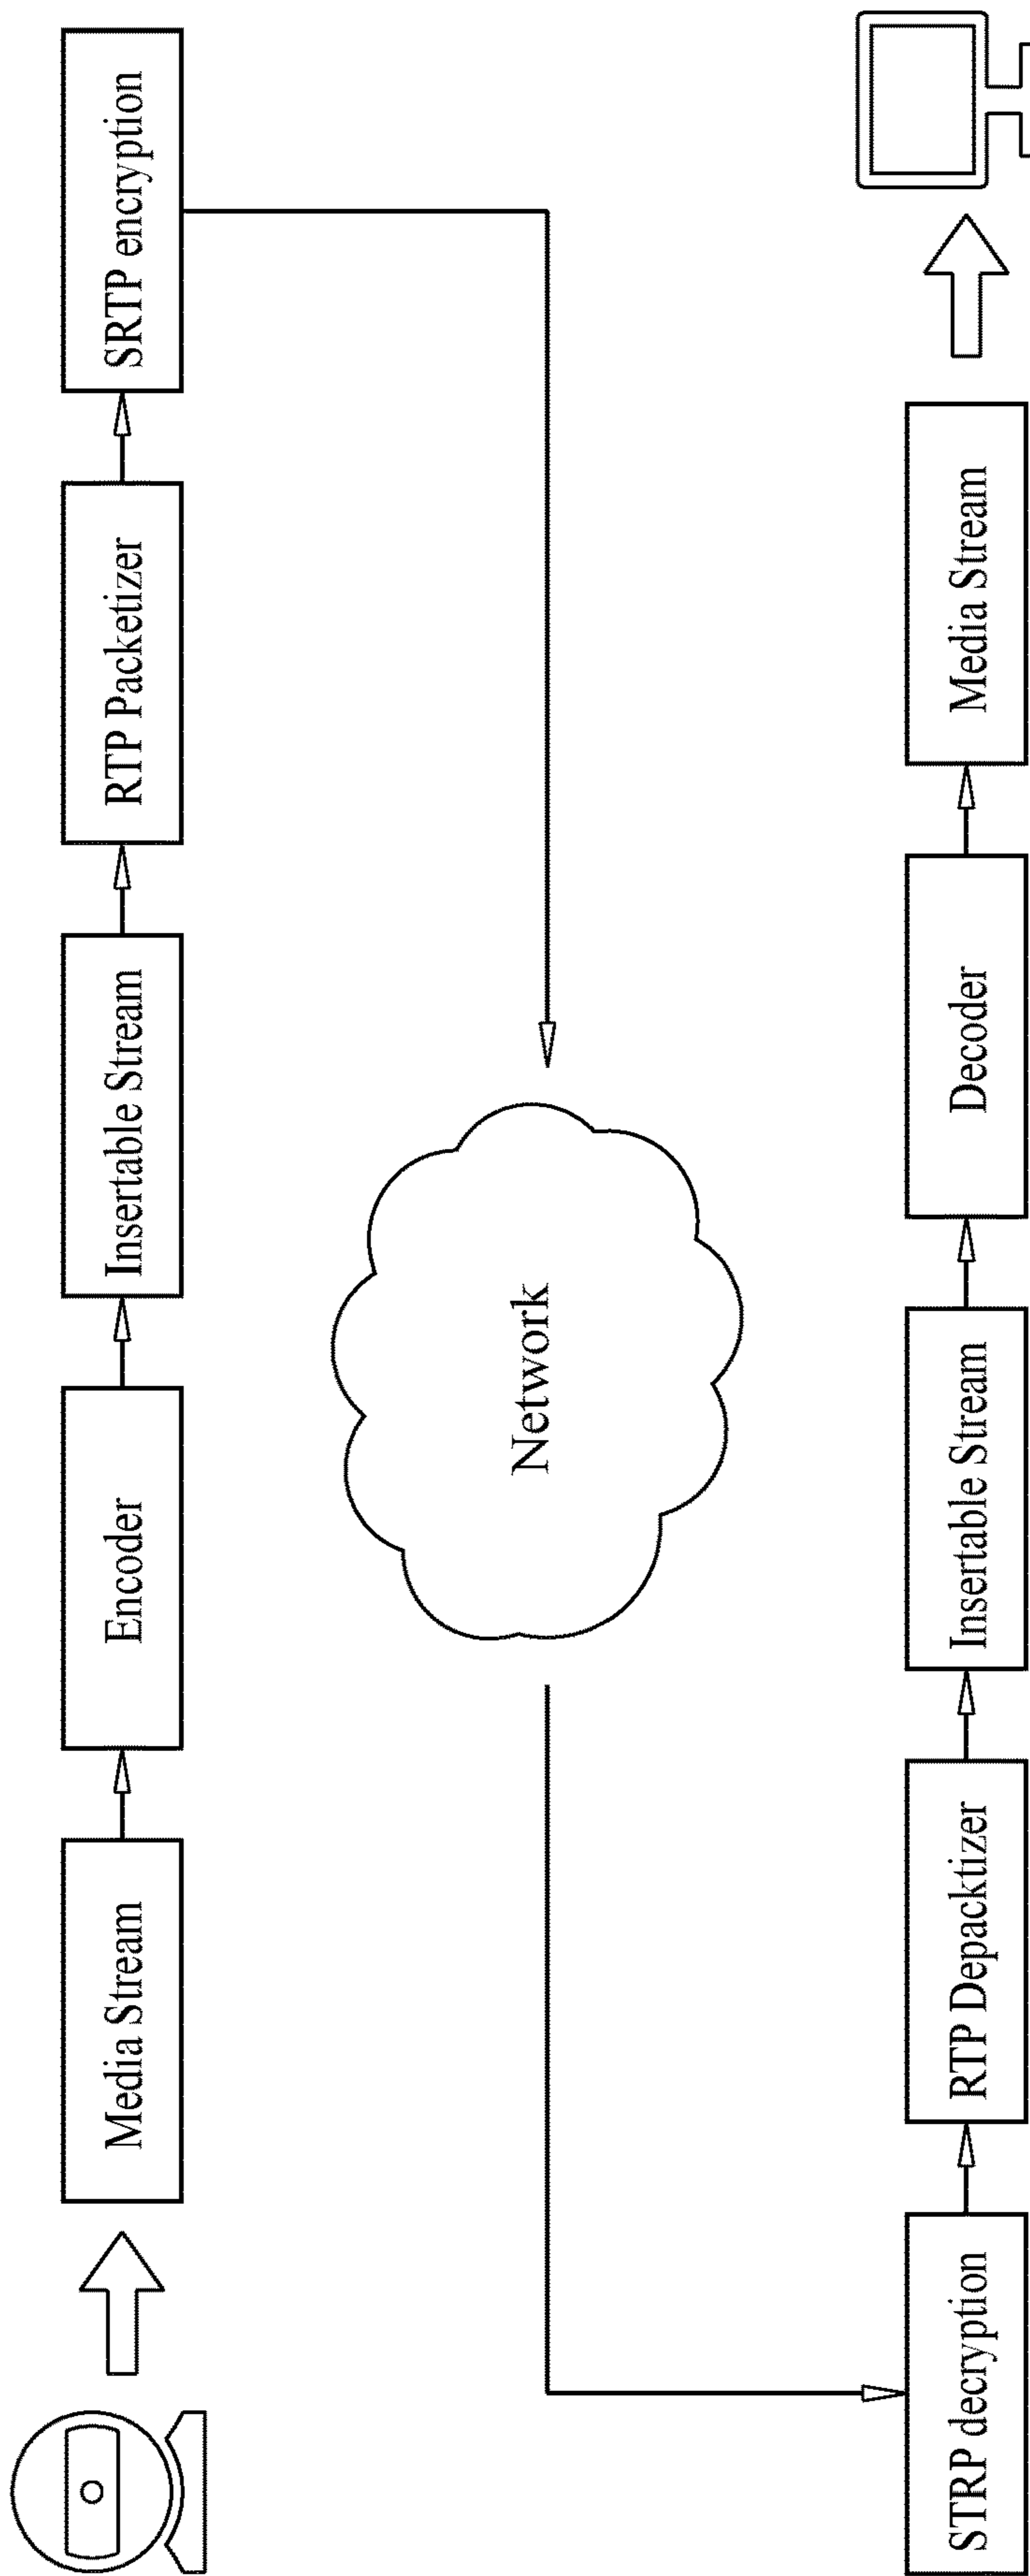 Media Stream
Encoder
Insertable Stream
RTP Packetizer
SRTP encryption
Network
STRP decryption
RTP Depacktizer
Insertable Stream
Decoder
Media Stream